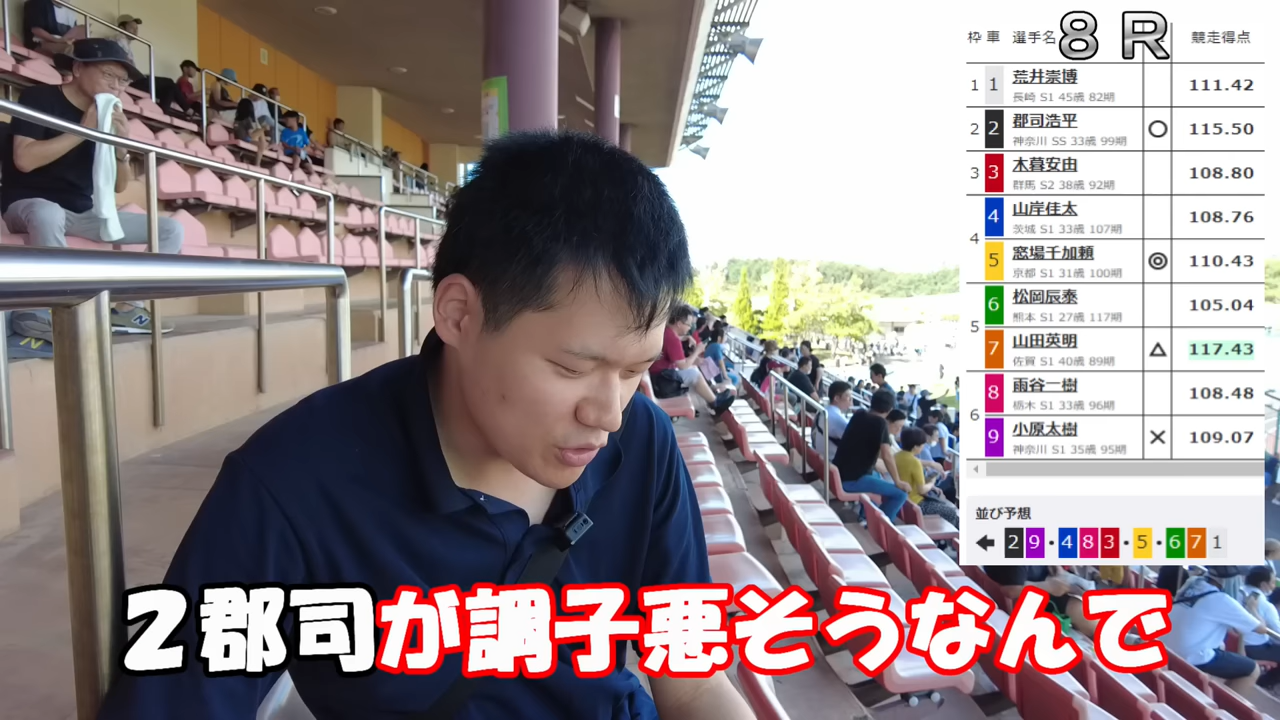 枠 車 選手名 8R 競走得点
1 1 荒井崇博 111.42
長崎 S1 45歳 82期
2 2 郡司浩平 ○ 115.50
神奈川 SS 33歳 99期
3 3 木暮安由 108.80
群馬 S2 38歳 92期
4 4 山岸佳太 108.76
茨城 S1 33歳 107期
5 窓場千加頼 ◎ 110.43
京都 S1 31歳 100期
5 6 松岡辰泰 105.04
熊本 S1 27歳 117期
7 山田英明 △ 117.43
佐賀 S1 40歳 89期
6 8 雨谷一樹 108.48
栃木 S1 33歳 96期
9 小原太樹 × 109.07
神奈川 S1 35歳 95期
並び予想
← 2 9・4 8 3・5・6 7 1
2郡司が調子悪そうなんで